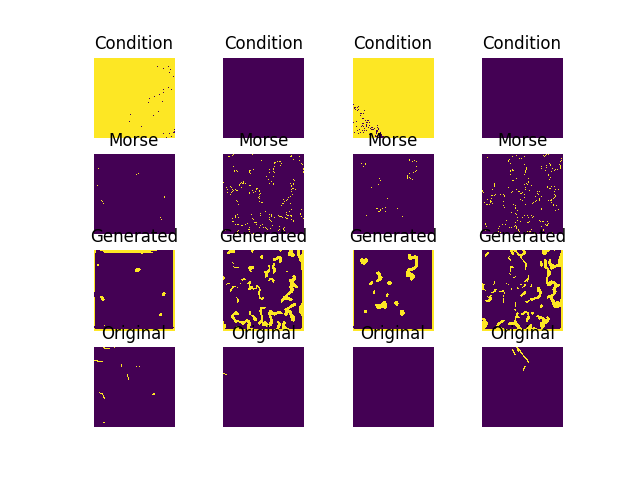 Condition Condition Condition Condition
Morse Morse Morse Morse
Generated Generated Generated Generated
Original Original Original Original